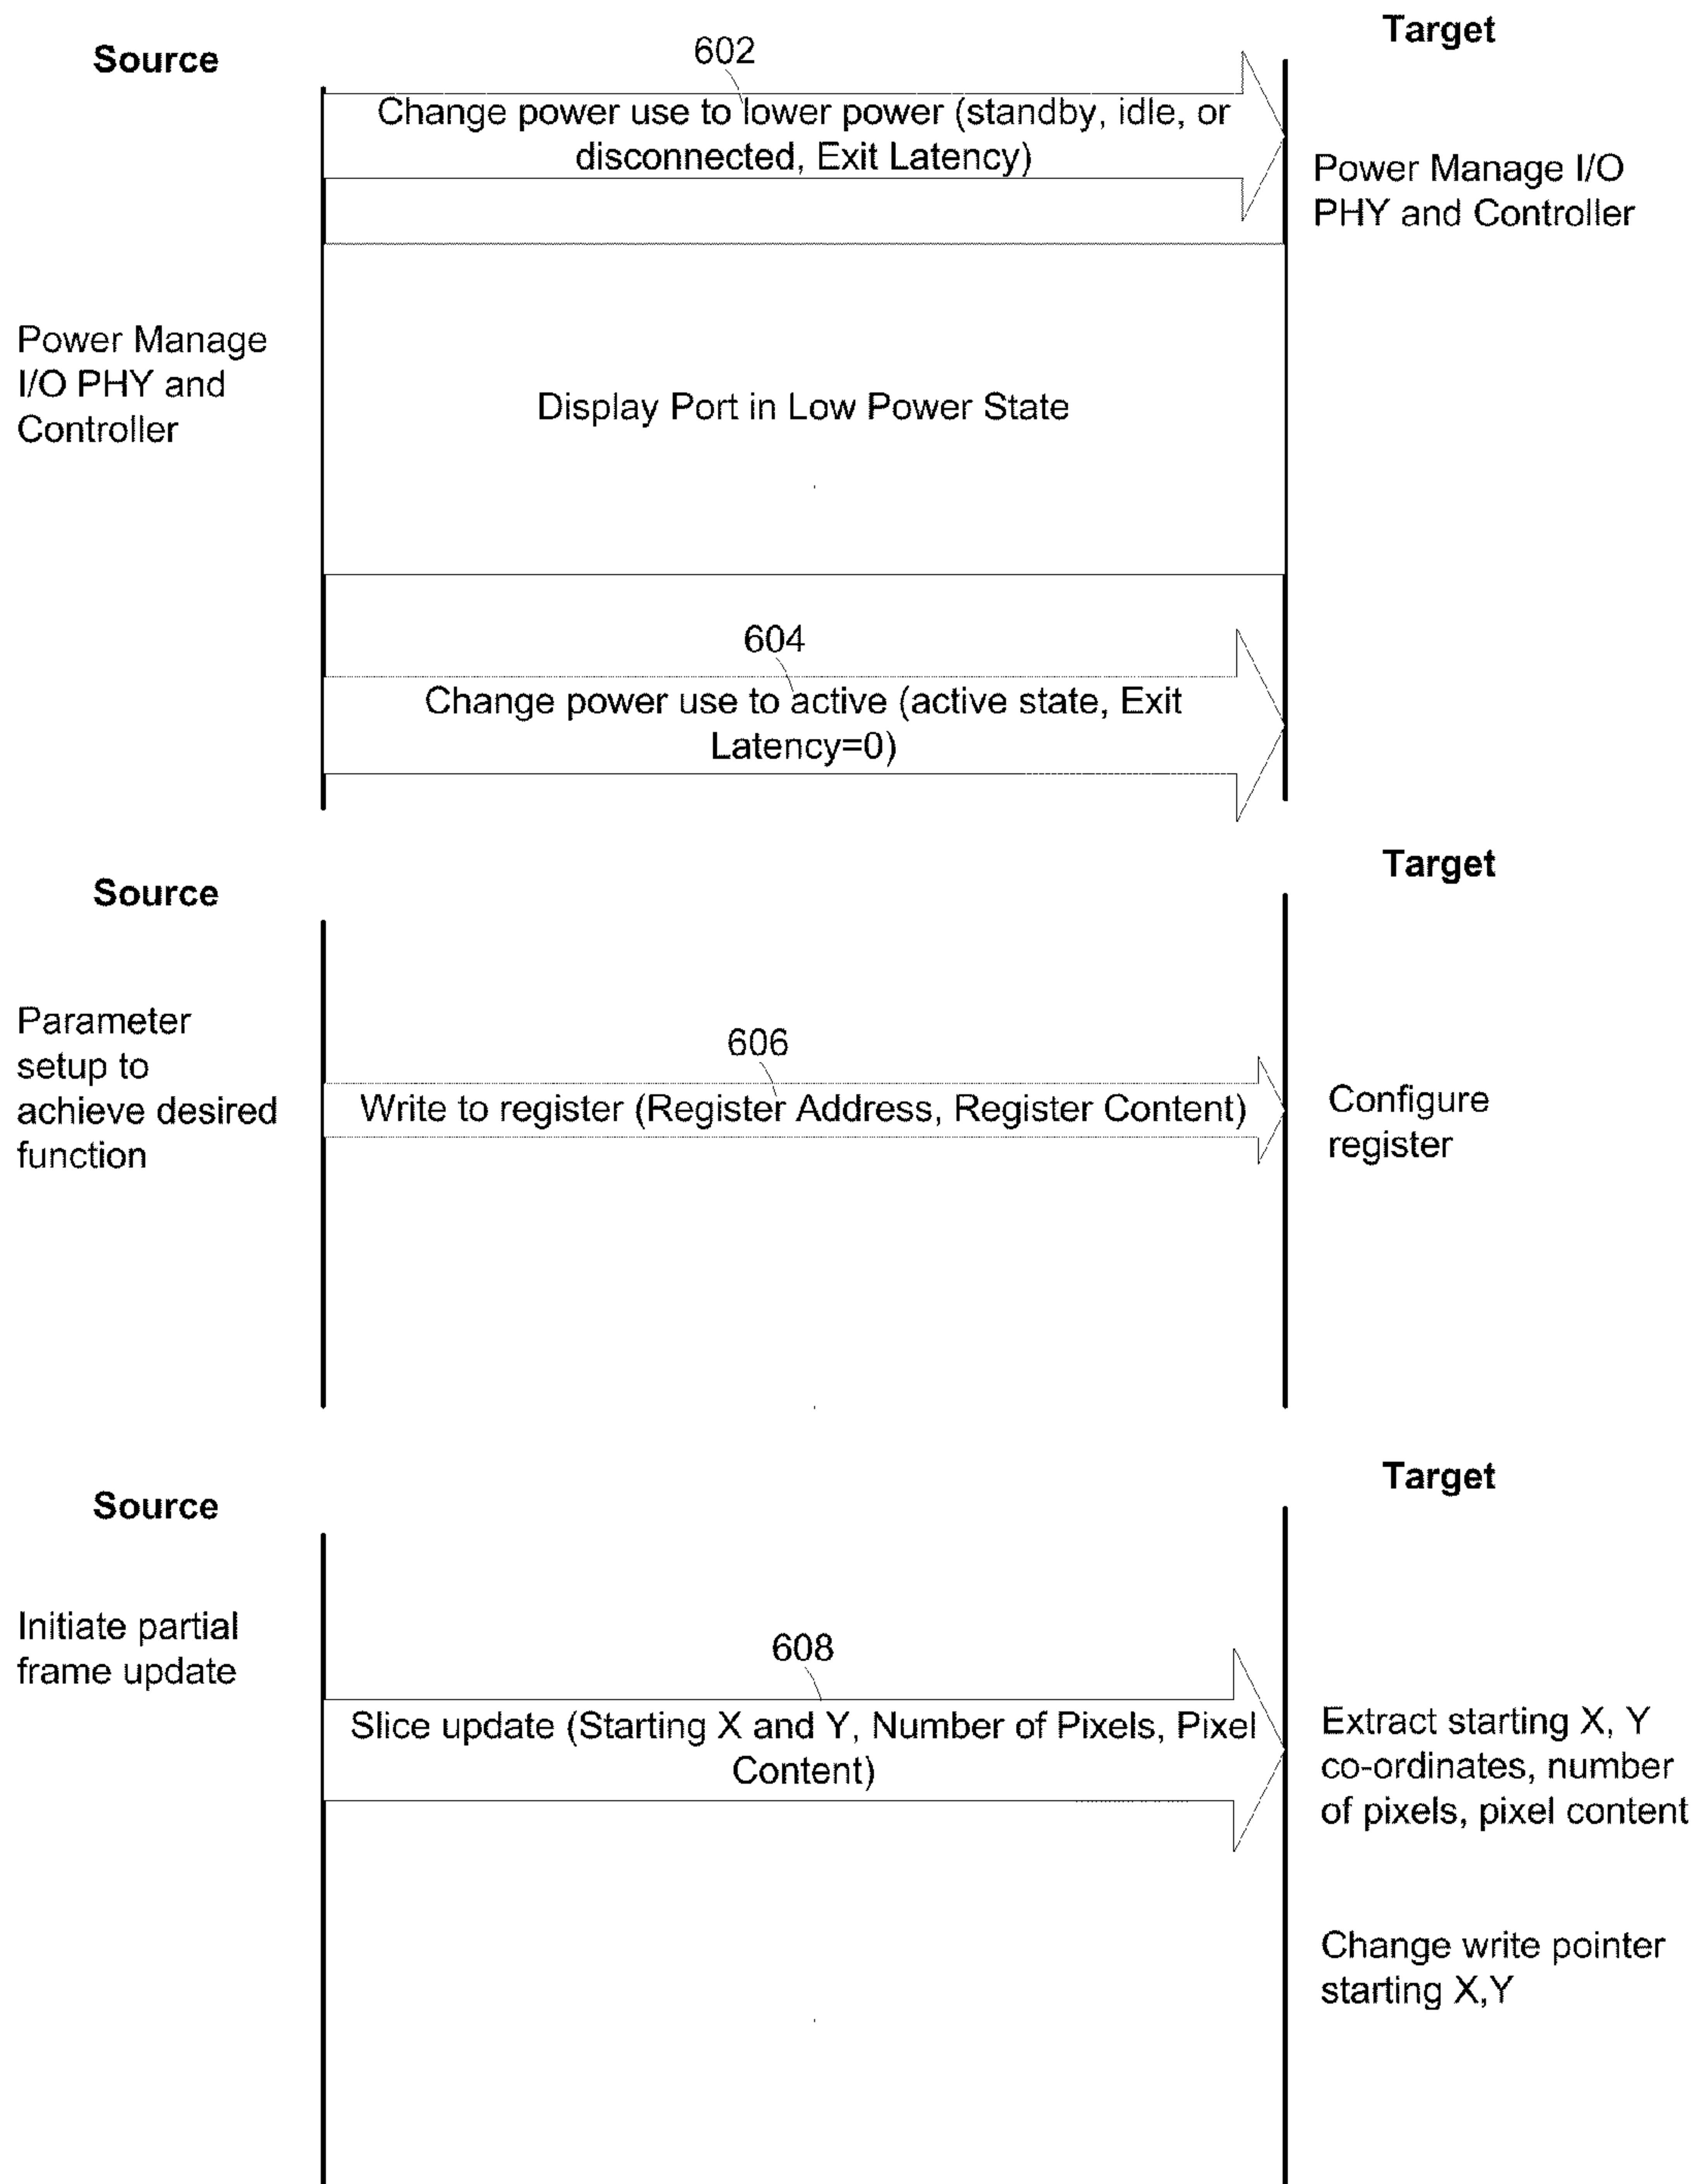 Source
602
Target
Change power use to lower power (standby, idle, or
disconnected, Exit Latency)
Power Manage I/O
PHY and Controller
Power Manage
I/O PHY and
Controller
Display Port in Low Power State
604
Change power use to active (active state, Exit
Latency=0)
Source
Target
Parameter
setup to
achieve desired
function
606
Write to register (Register Address, Register Content)
Configure
register
Source
Target
Initiate partial
frame update
608
Slice update (Starting X and Y, Number of Pixels, Pixel
Content)
Extract starting X, Y
co-ordinates, number
of pixels, pixel content
Change write pointer
starting X,Y